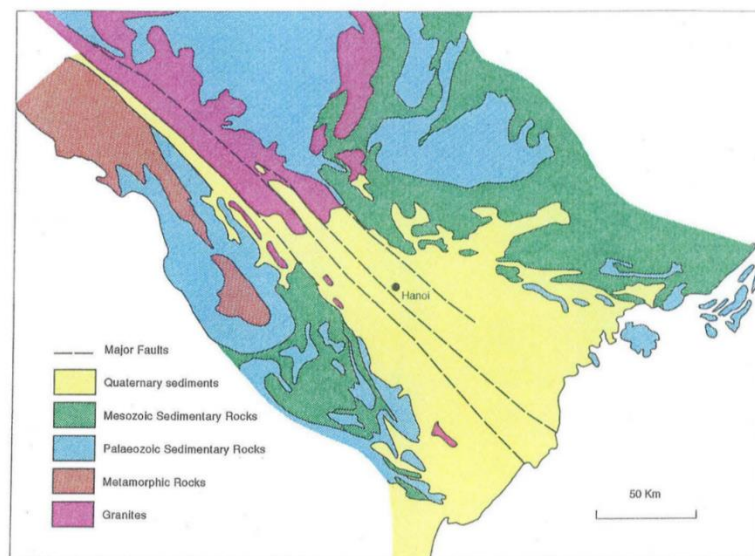 Hanoi
Major Faults
Quaternary sediments
Mesozoic Sedimentary Rocks
Palaeozoic Sedimentary Rocks
Metamorphic Rocks
Granites
50 Km